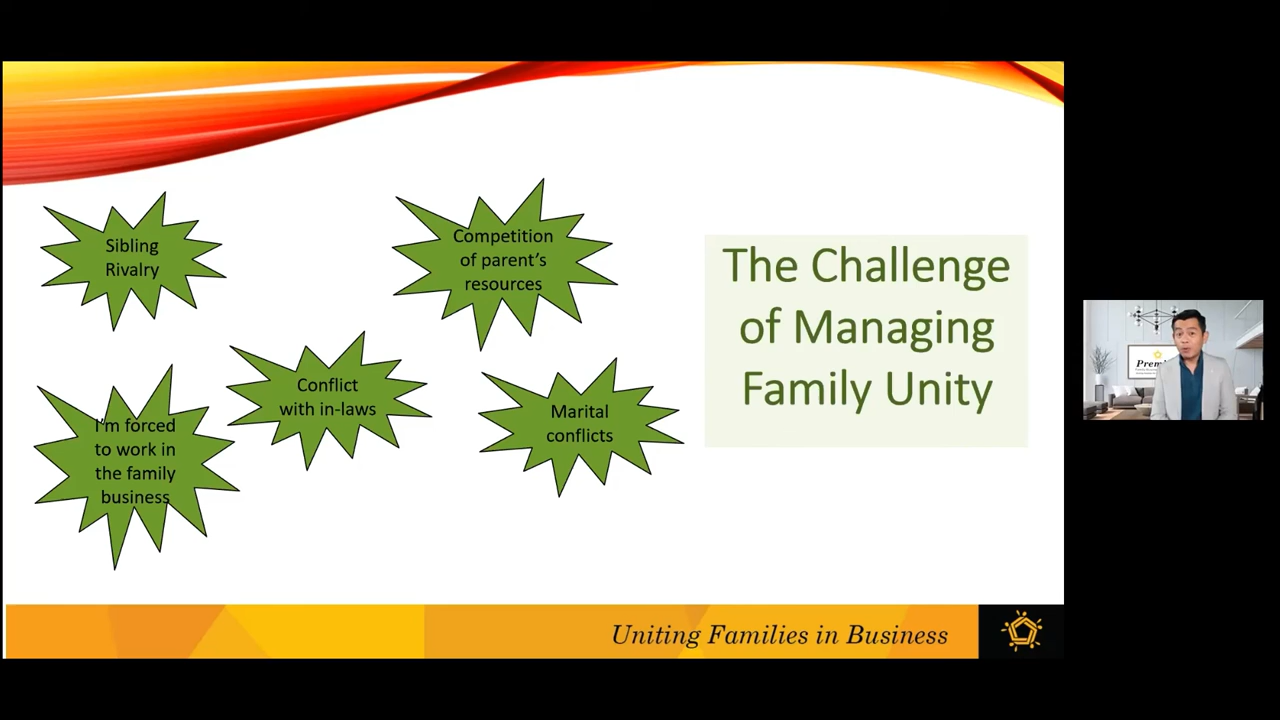 Sibling
Rivalry
Competition
of parent’s
resources
Conflict
with in-laws
I’m forced
to work in
the family
business
Marital
conflicts
The Challenge
of Managing
Family Unity
Uniting Families in Business